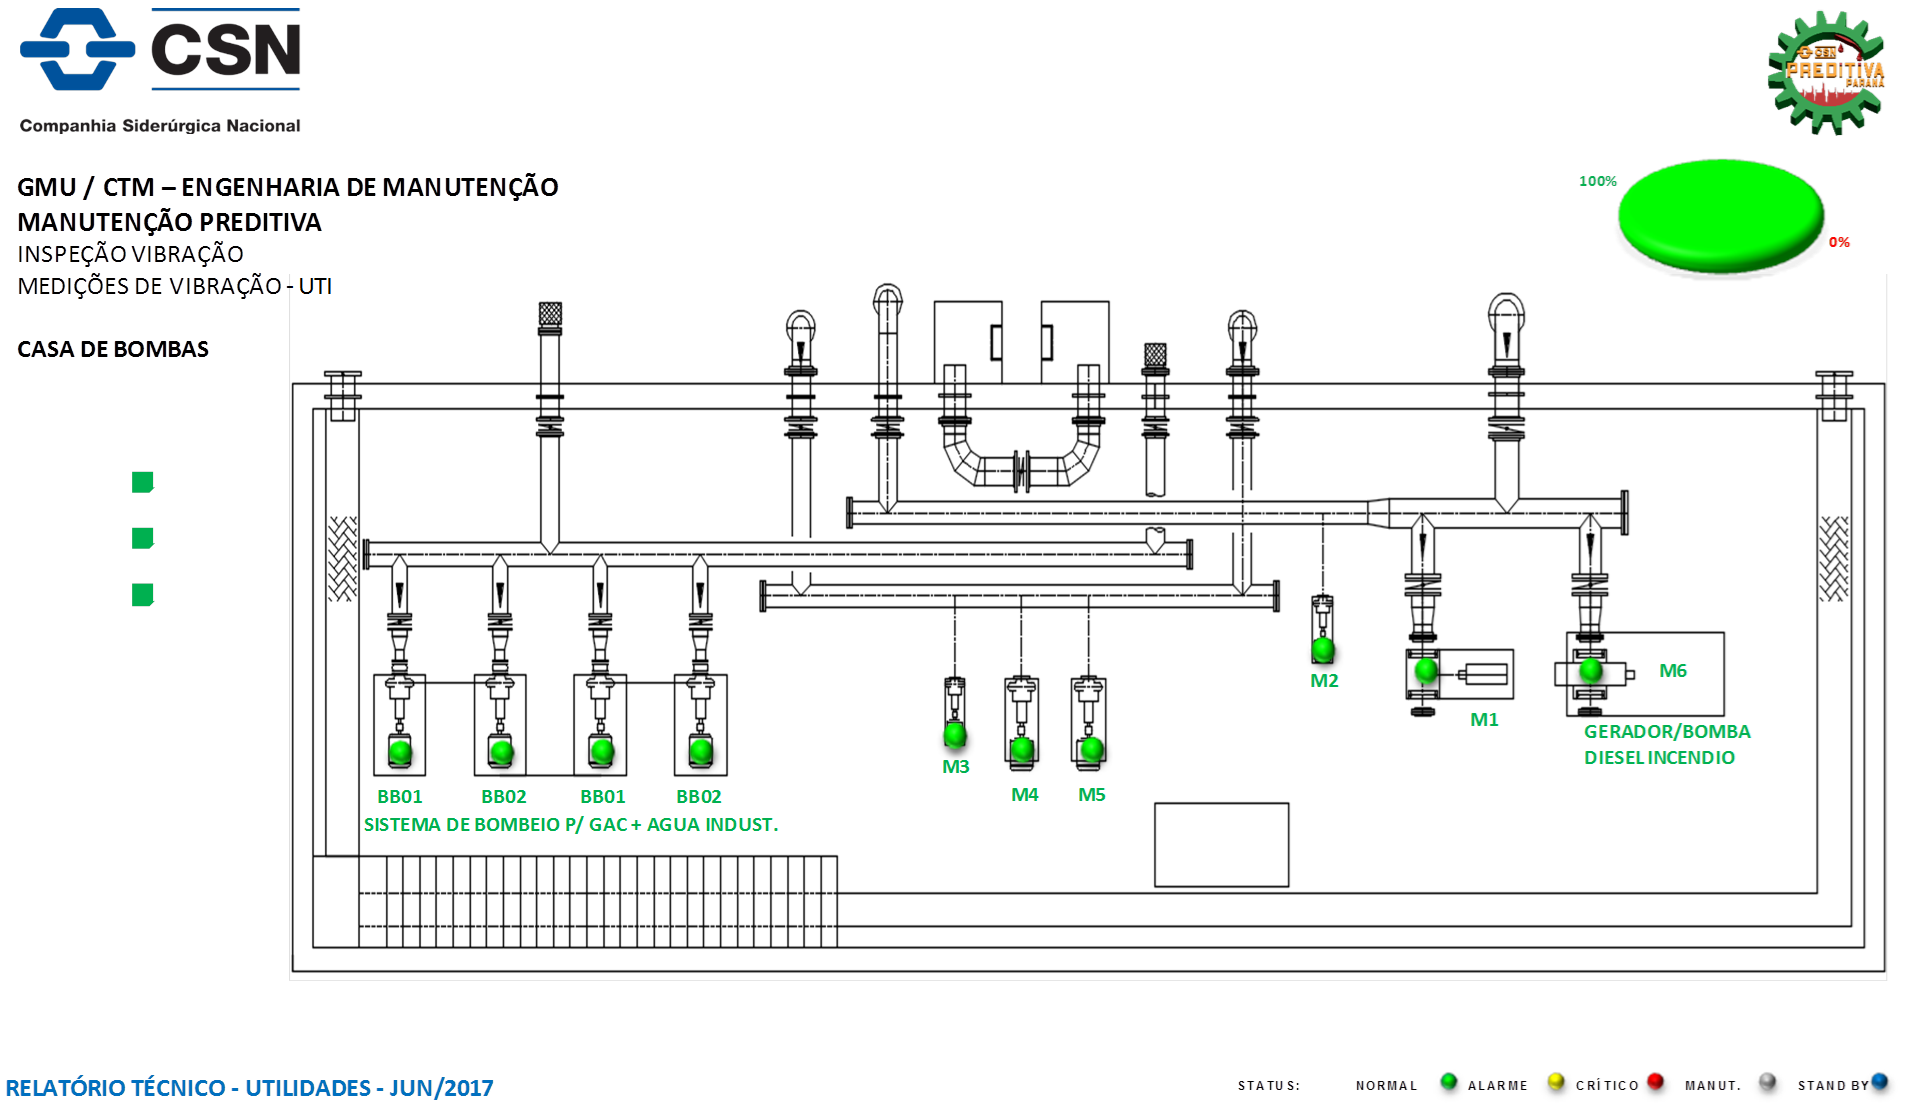 CSN
Companhia Siderúrgica Nacional
CSN
PREDITIVA
PARANÁ
GMU / CTM – ENGENHARIA DE MANUTENÇÃO
MANUTENÇÃO PREDITIVA
INSPEÇÃO VIBRAÇÃO
MEDIÇÕES DE VIBRAÇÃO - UTI
100%
0%
CASA DE BOMBAS
M2
M6
M1
GERADOR/BOMBA
DIESEL INCENDIO
M3
M4
M5
BB01
BB02
BB01
BB02
SISTEMA DE BOMBEIO P/ GAC + AGUA INDUST.
RELATÓRIO TÉCNICO - UTILIDADES - JUN/2017
STATUS: NORMAL ALARME CRÍTICO MANUT. STAND BY